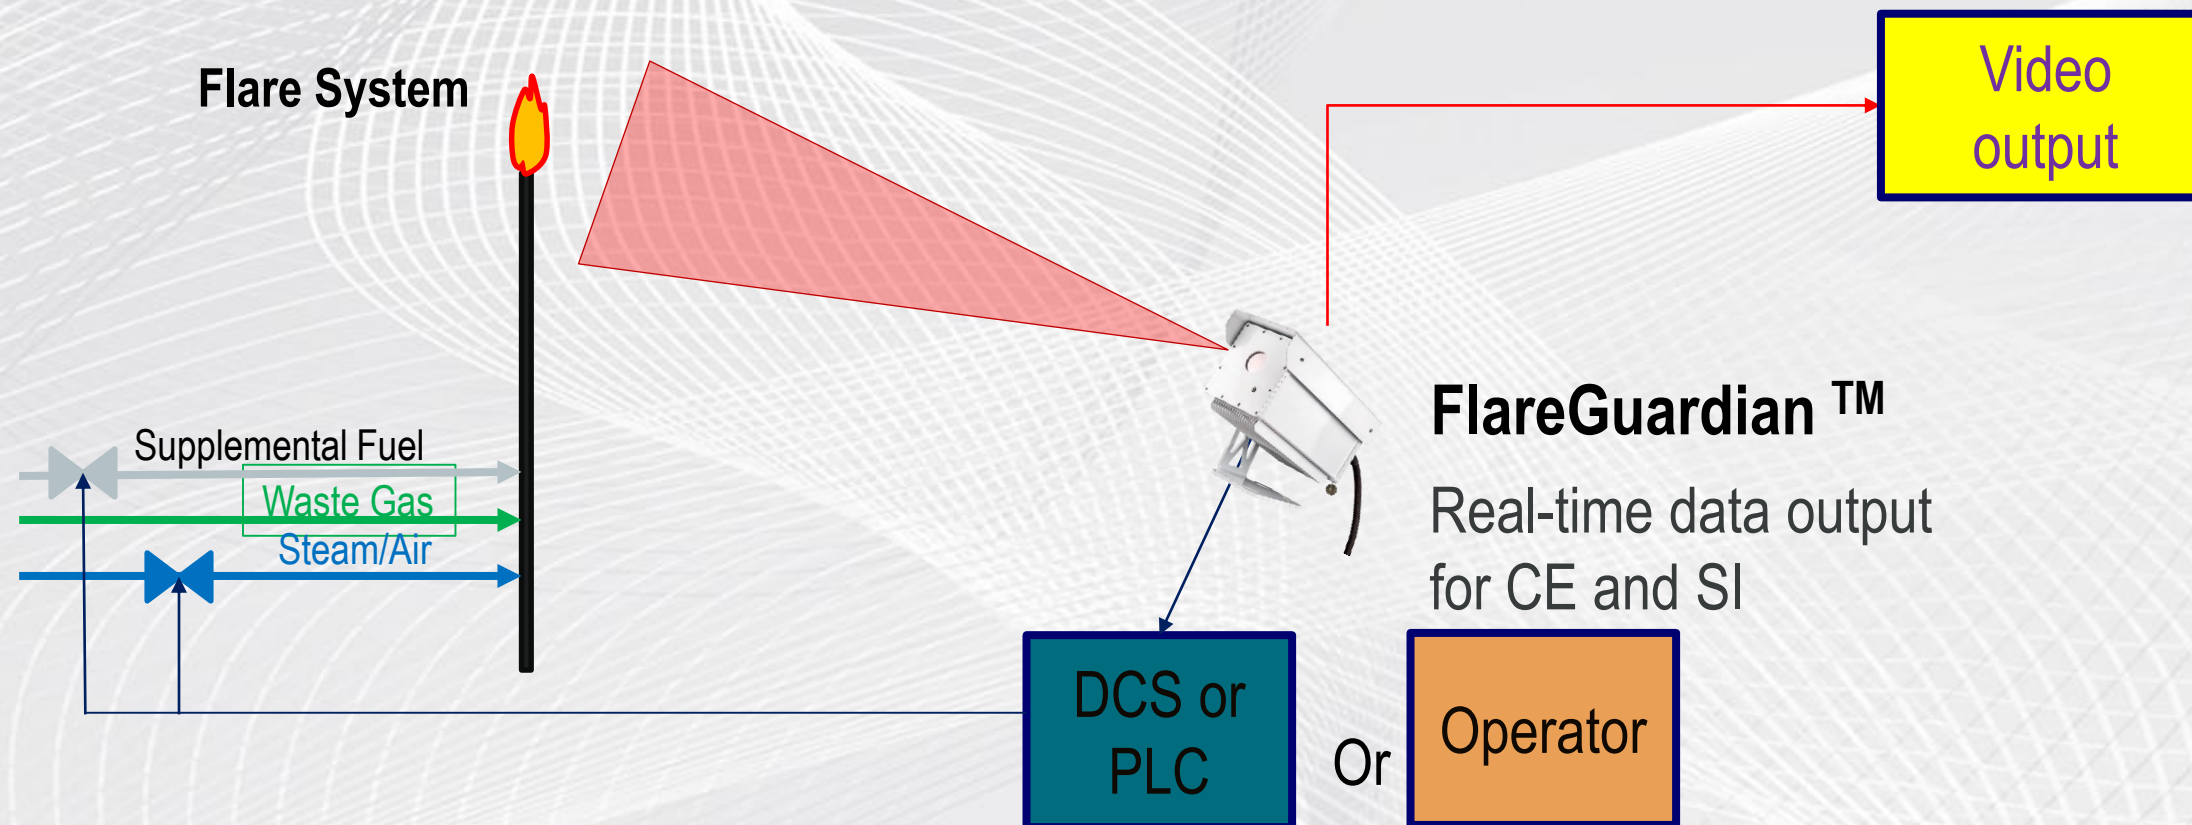 Flare System
Video
output
Supplemental Fuel
Waste Gas
Steam/Air
FlareGuardian ™
Real-time data output
for CE and SI
DCS or
PLC
Or
Operator